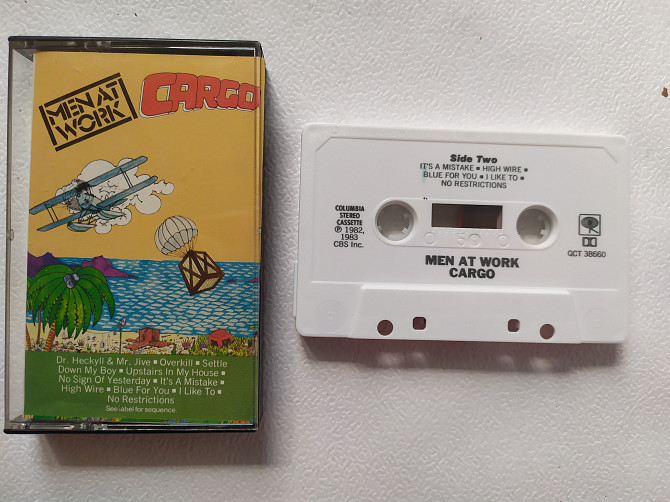 MEN AT
WORK
CARGO
Dr. Heckyll & Mr. Jive ▪ Overkill ▪ Settle
Down My Boy ▪ Upstairs In My House ▪
No Sign Of Yesterday ▪ It's A Mistake ▪
High Wire ▪ Blue For You ▪ I Like To ▪
No Restrictions
See label for sequence.
Side Two
IT'S A MISTAKE ▪ HIGH WIRE ▪
BLUE FOR YOU ▪ I LIKE TO ▪
NO RESTRICTIONS
COLUMBIA
STEREO
CASSETTE
℗ 1982,
1983
CBS Inc.
QCT 38660
MEN AT WORK
CARGO